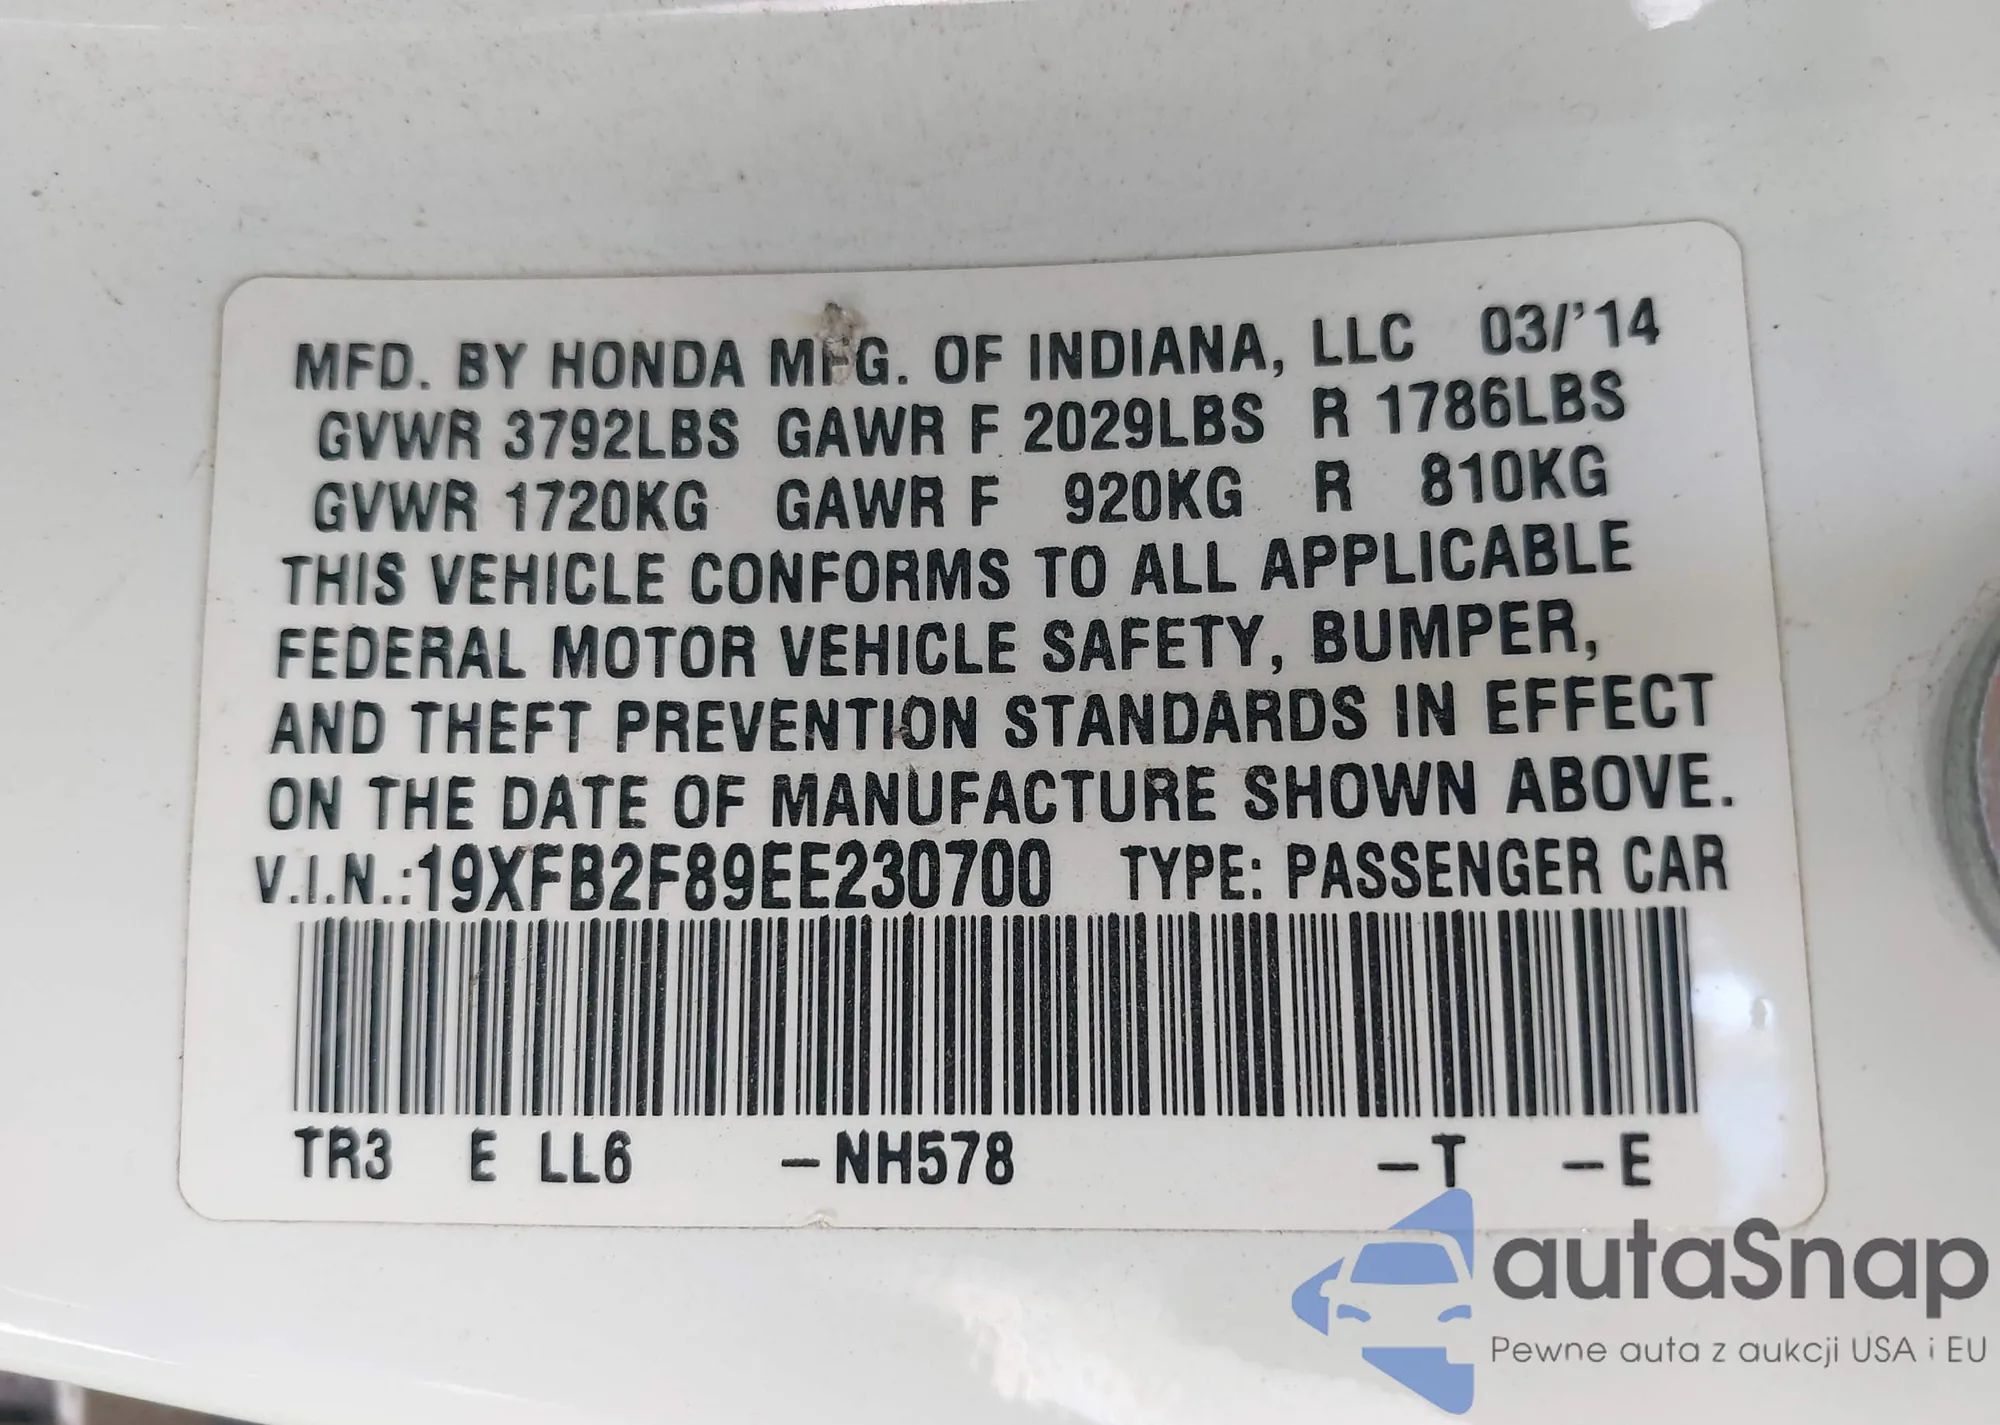 MFD. BY HONDA MFG. OF INDIANA, LLC 03/'14
GVWR 3792LBS GAWR F 2029LBS R 1786LBS
GVWR 1720KG GAWR F 920KG R 810KG
THIS VEHICLE CONFORMS TO ALL APPLICABLE
FEDERAL MOTOR VEHICLE SAFETY, BUMPER,
AND THEFT PREVENTION STANDARDS IN EFFECT
ON THE DATE OF MANUFACTURE SHOWN ABOVE.
V.I.N.:19XFB2F89EE230700 TYPE: PASSENGER CAR
TR3 E LL6 –NH578 –T –E
autaSnap
Pewne auta z aukcji USA i EU